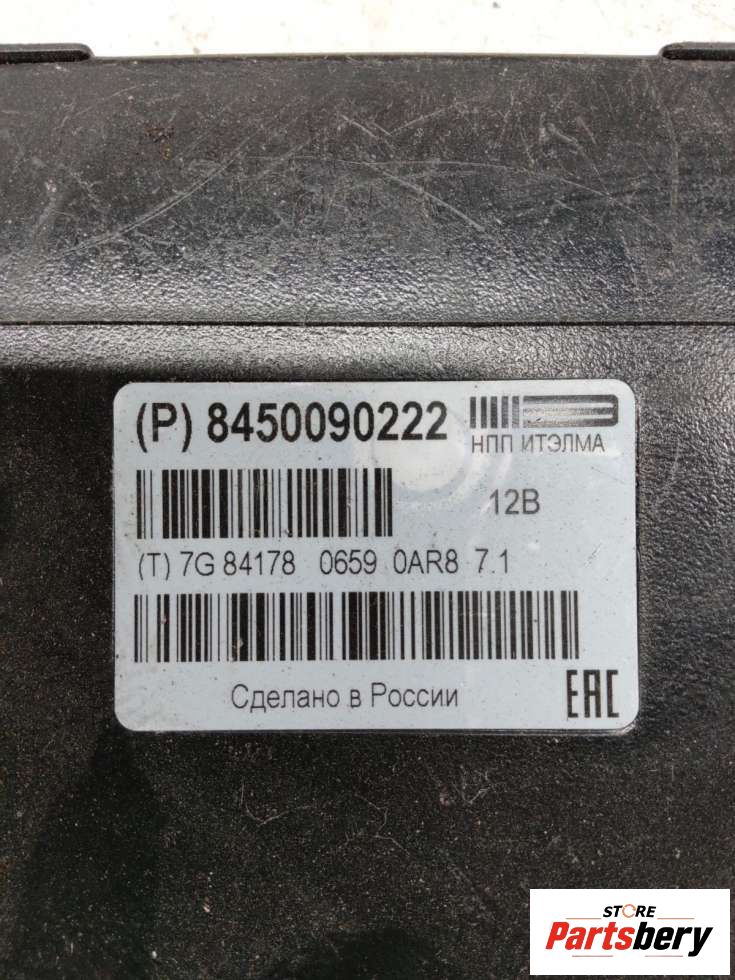 (P) 8450090222
НПП ИТЭЛМА
12В
(T) 7G 84178 0659 0AR8 7.1
Сделано в России
EAC
STORE
Partsbery